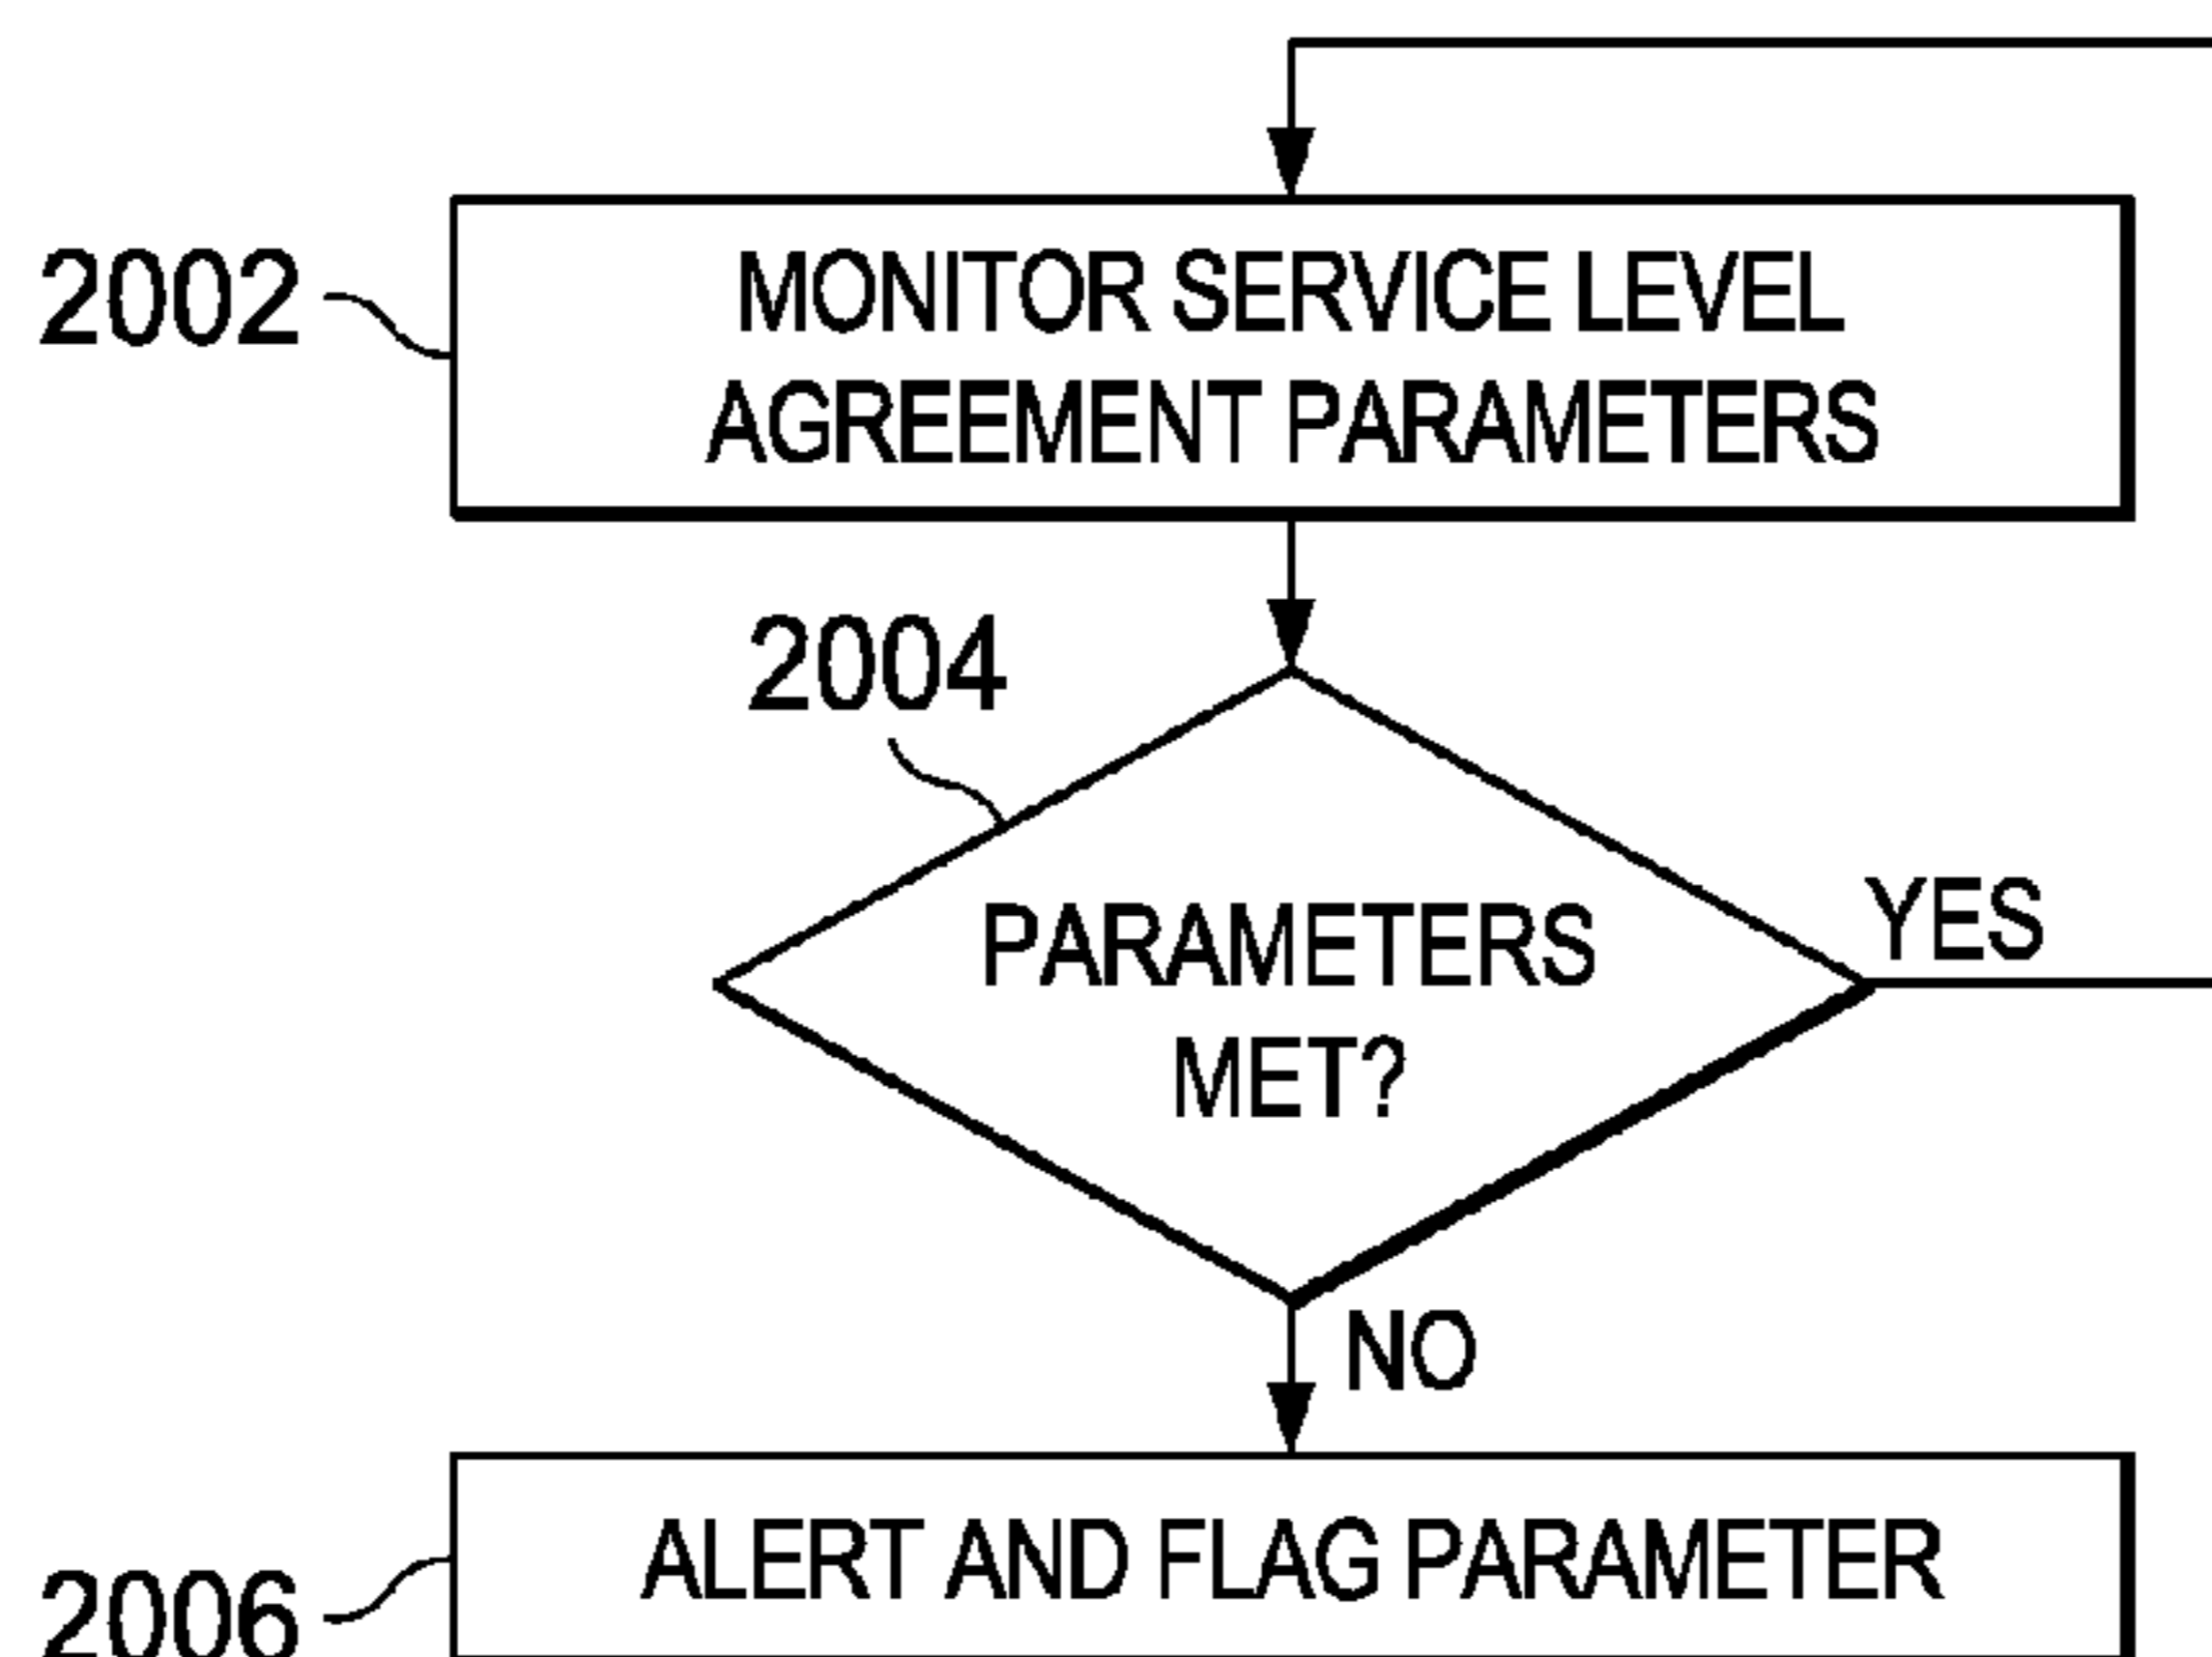 2002
MONITOR SERVICE LEVEL
AGREEMENT PARAMETERS
2004
PARAMETERS
MET?
YES
NO
ALERT AND FLAG PARAMETER
2006